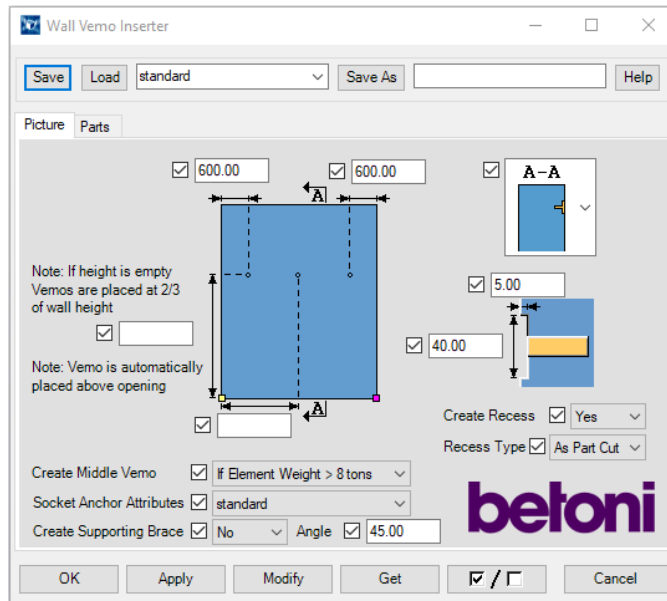 Wall Vemo Inserter
Save Load standard Save As Help
Picture Parts
600.00 600.00
A
A-A
Note: If height is empty
Vemos are placed at 2/3
of wall height
5.00
40.00
Note: Vemo is automatically
placed above opening
A
Create Recess Yes
Recess Type As Part Cut
Create Middle Vemo If Element Weight > 8 tons
Socket Anchor Attributes standard
Create Supporting Brace No Angle 45.00
betoni
OK Apply Modify Get / Cancel